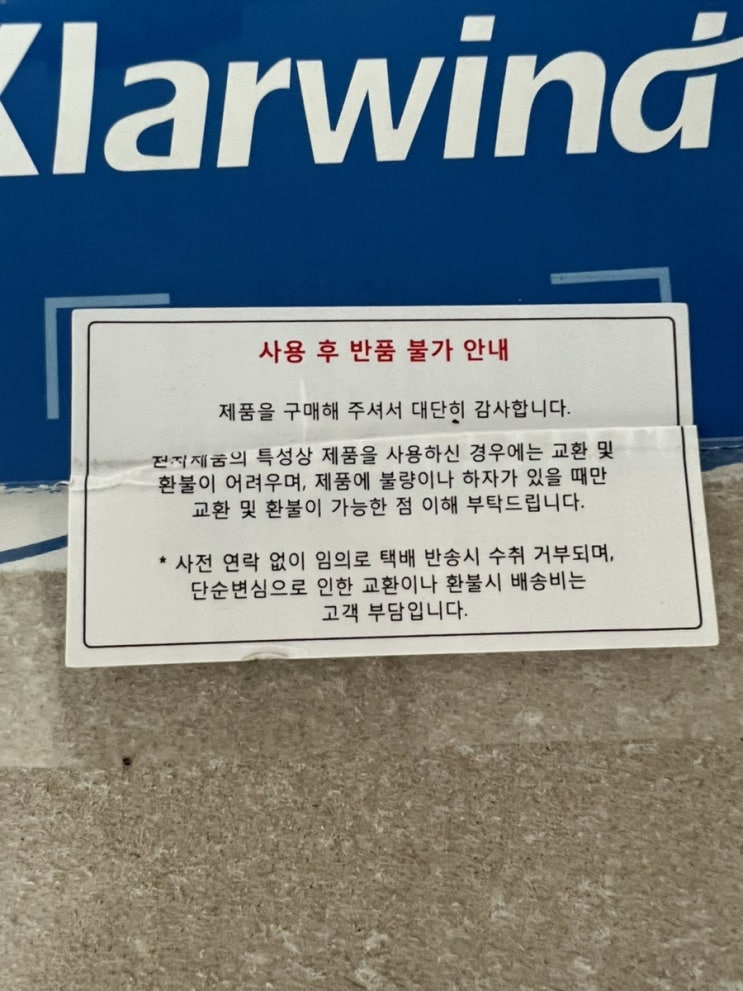 Klarwind
사용 후 반품 불가 안내
제품을 구매해 주셔서 대단히 감사합니다.
전자제품의 특성상 제품을 사용하신 경우에는 교환 및
환불이 어려우며, 제품에 불량이나 하자가 있을 때만
교환 및 환불이 가능한 점 이해 부탁드립니다.
* 사전 연락 없이 임의로 택배 반송시 수취 거부되며,
단순변심으로 인한 교환이나 환불시 배송비는
고객 부담입니다.